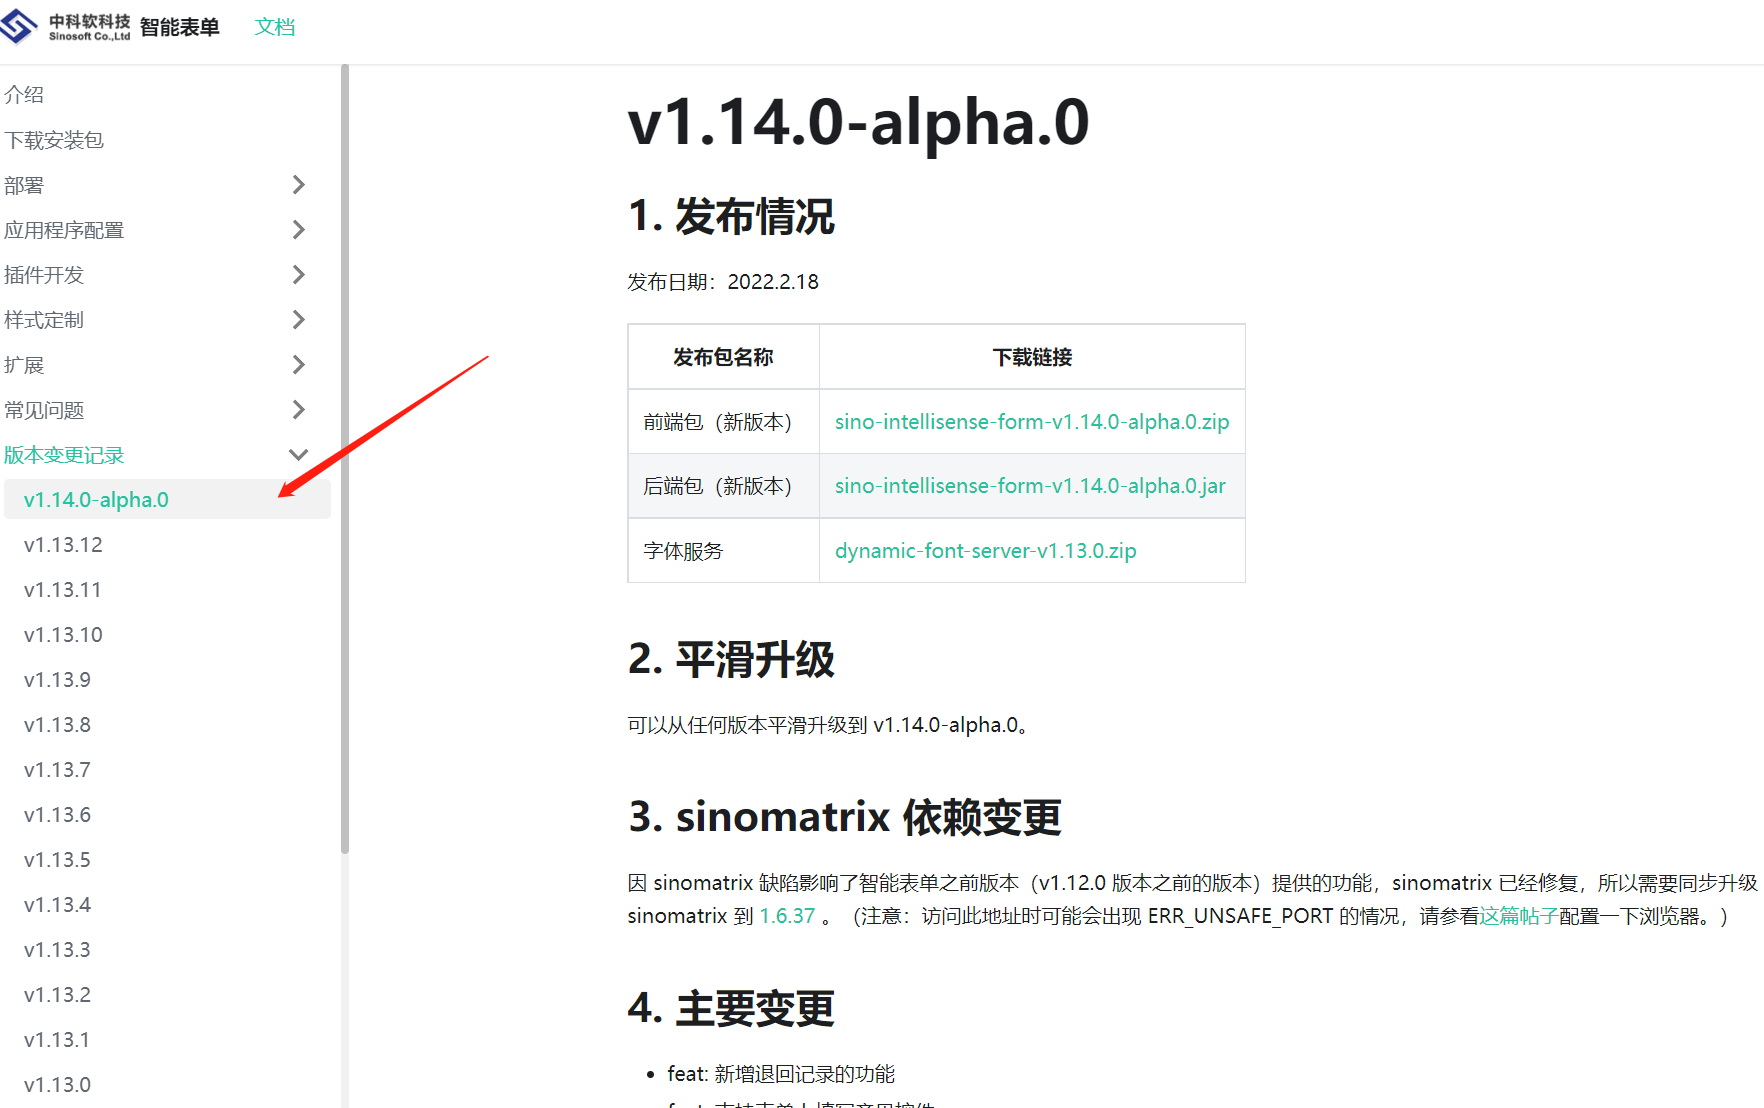 中科软科技 智能表单 文档
Sinosoft Co.,Ltd
介绍
下载安装包
部署
应用程序配置
插件开发
样式定制
扩展
常见问题
版本变更记录
v1.14.0-alpha.0
v1.13.12
v1.13.11
v1.13.10
v1.13.9
v1.13.8
v1.13.7
v1.13.6
v1.13.5
v1.13.4
v1.13.3
v1.13.2
v1.13.1
v1.13.0
v1.14.0-alpha.0
1. 发布情况
发布日期：2022.2.18
发布包名称 下载链接
前端包（新版本） sino-intellisense-form-v1.14.0-alpha.0.zip
后端包（新版本） sino-intellisense-form-v1.14.0-alpha.0.jar
字体服务 dynamic-font-server-v1.13.0.zip
2. 平滑升级
可以从任何版本平滑升级到 v1.14.0-alpha.0。
3. sinomatrix 依赖变更
因 sinomatrix 缺陷影响了智能表单之前版本（v1.12.0 版本之前的版本）提供的功能，sinomatrix 已经修复，所以需要同步升级
sinomatrix 到 1.6.37 。（注意：访问此地址时可能会出现 ERR_UNSAFE_PORT 的情况，请参看这篇帖子配置一下浏览器。）
4. 主要变更
feat: 新增退回记录的功能